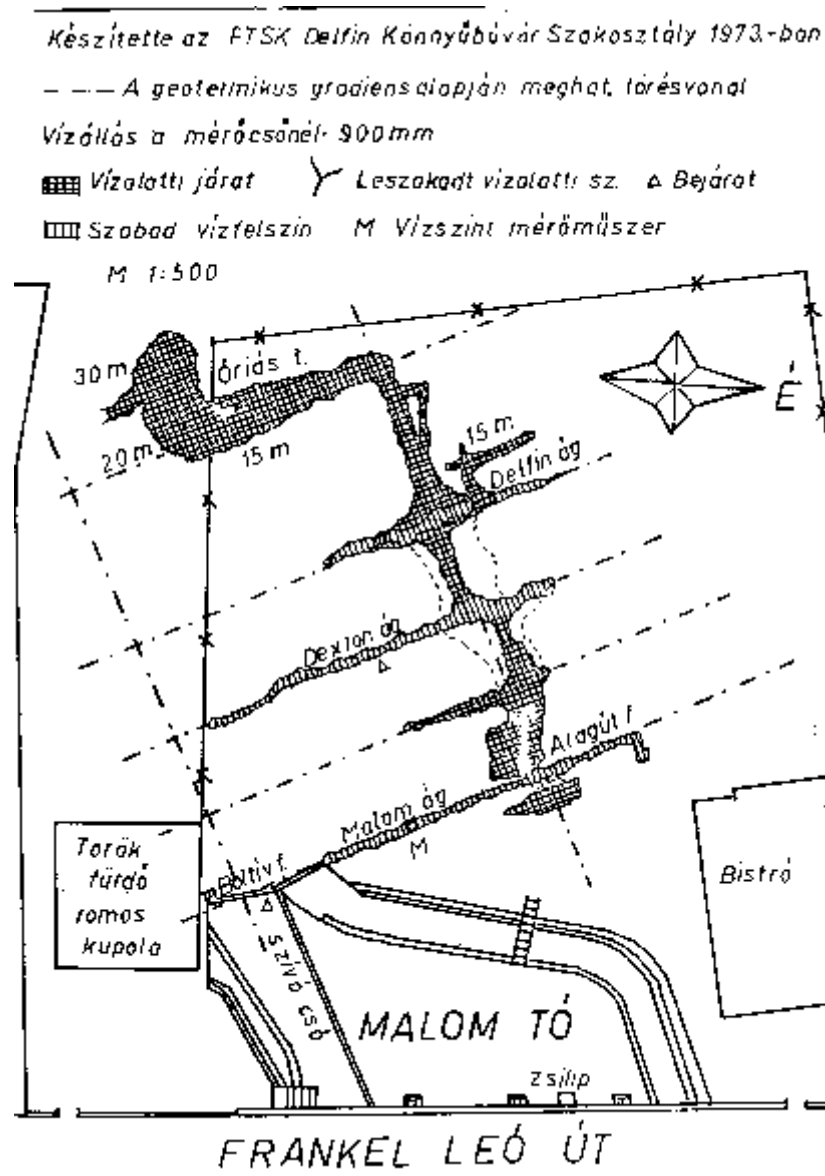 Készítette az FTSK Delfin Könnyűbúvár Szakosztály 1973.-ban
A geotermikus gradiens alapján meghat. törésvonal
Vízállás a mérőcsőnél- 900mm
Vízalatti járat Leszakadt vízalatti sz. Bejárat
Szabad vízfelszín M Vízszint mérőműszer
M 1:500
30 m
Óriás t.
20 m
15 m
15 m
Delfin ág
É
Dexion ág
Alagút f.
Malom ág
M
Török
fürdő
romos
kupola
Bistró
Szívó cső
MALOM TÓ
Zsilip
FRANKEL LEÓ ÚT